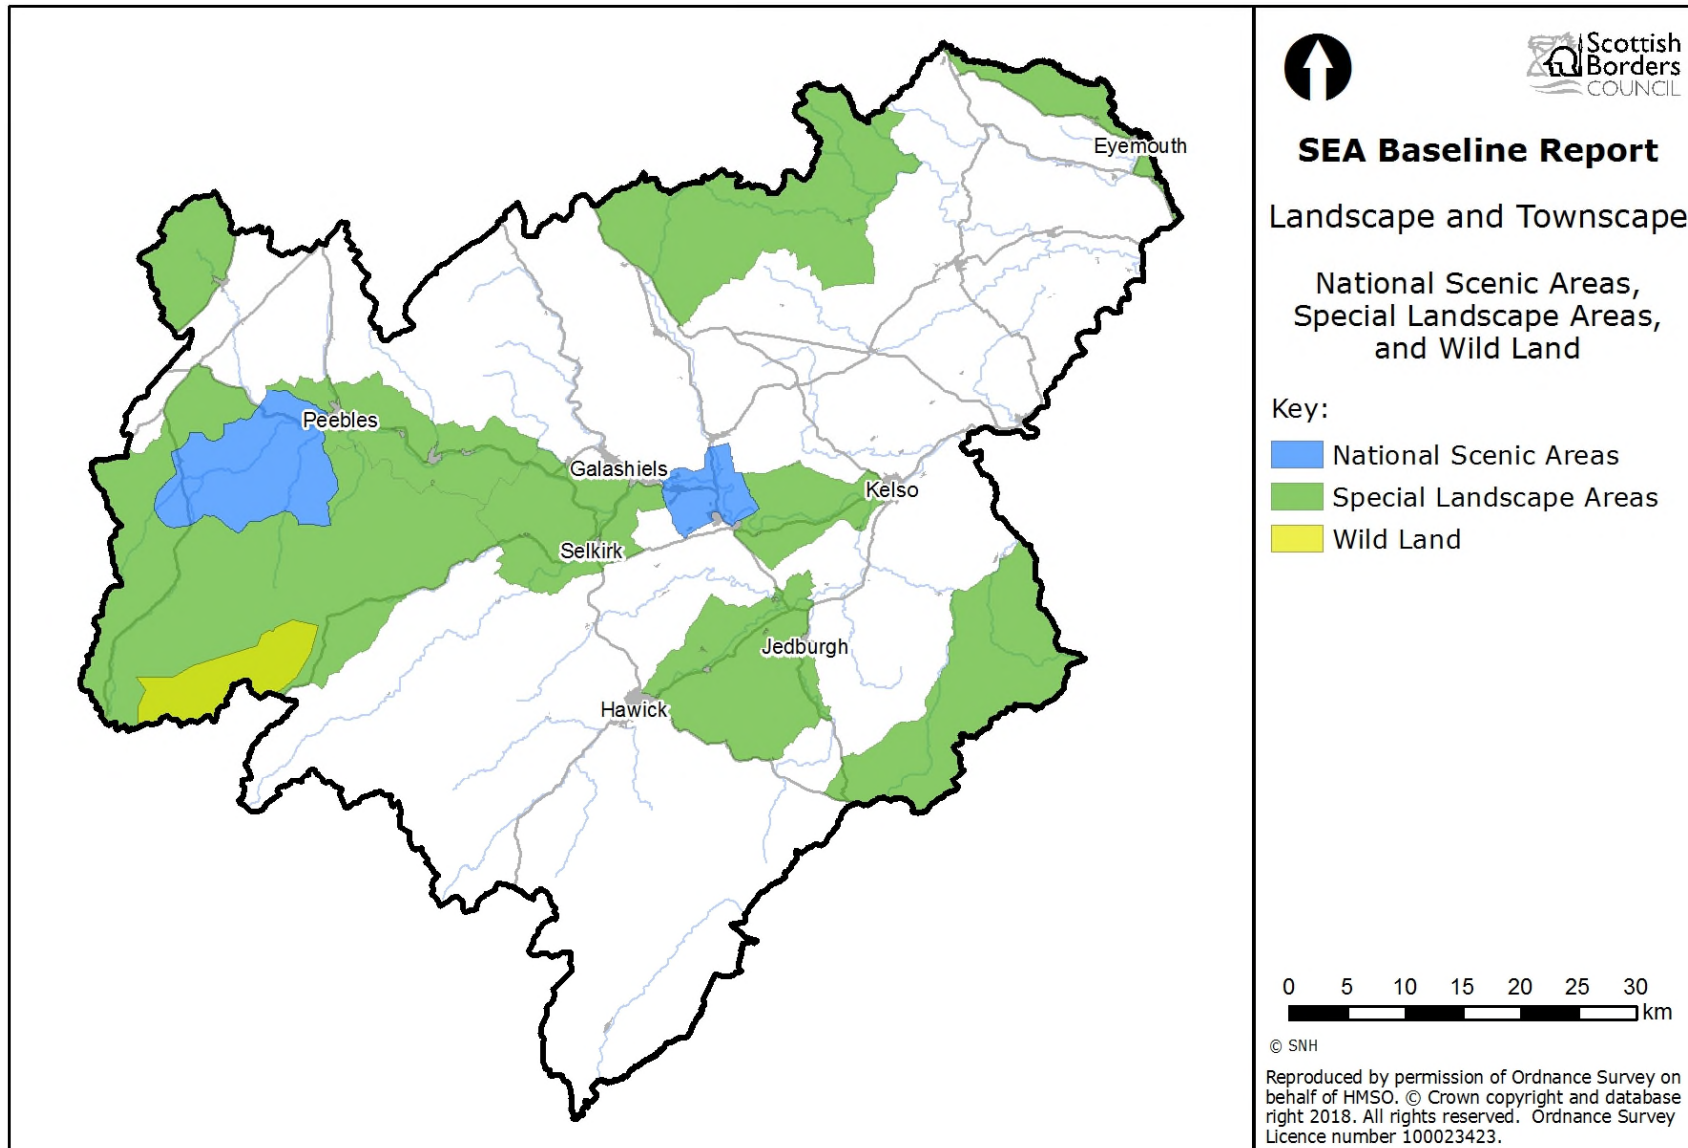 Eyemouth
Peebles
Galashiels
Kelso
Selkirk
Jedburgh
Hawick
Scottish
Borders
COUNCIL
SEA Baseline Report
Landscape and Townscape
National Scenic Areas,
Special Landscape Areas,
and Wild Land
Key:
National Scenic Areas
Special Landscape Areas
Wild Land
0 5 10 15 20 25 30
km
© SNH
Reproduced by permission of Ordnance Survey on
behalf of HMSO. © Crown copyright and database
right 2018. All rights reserved. Ordnance Survey
Licence number 100023423.